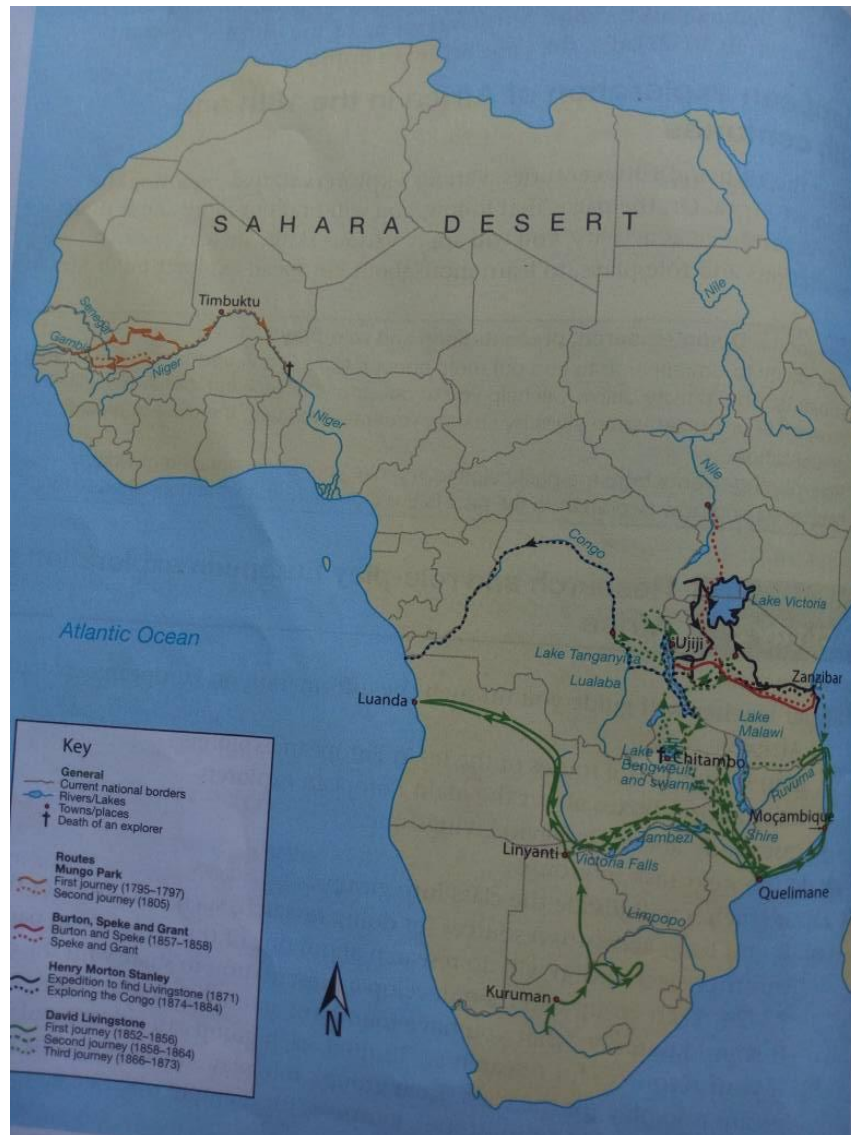 SAHARA DESERT
Timbuktu
Senegal
Gambia
Niger
Niger
Nile
Nile
Congo
Lake Victoria
Ujiji
Lake Tanganyika
Zanzibar
Lualaba
Atlantic Ocean
Luanda
Lake
Malawi
Lake
Bengweulti
and swamps
Chitambo
Ruvuma
Moçambique
Shire
Zambezi
Linyanti
Victoria Falls
Quelimane
Limpopo
Kuruman
N
Key
General
Current national borders
Rivers/Lakes
Towns/places
Death of an explorer
Routes
Mungo Park
First journey (1795–1797)
Second journey (1805)
Burton, Speke and Grant
Burton and Speke (1857–1858)
Speke and Grant
Henry Morton Stanley
Expedition to find Livingstone (1871)
Exploring the Congo (1874–1884)
David Livingstone
First journey (1852–1856)
Second journey (1858–1864)
Third journey (1866–1873)